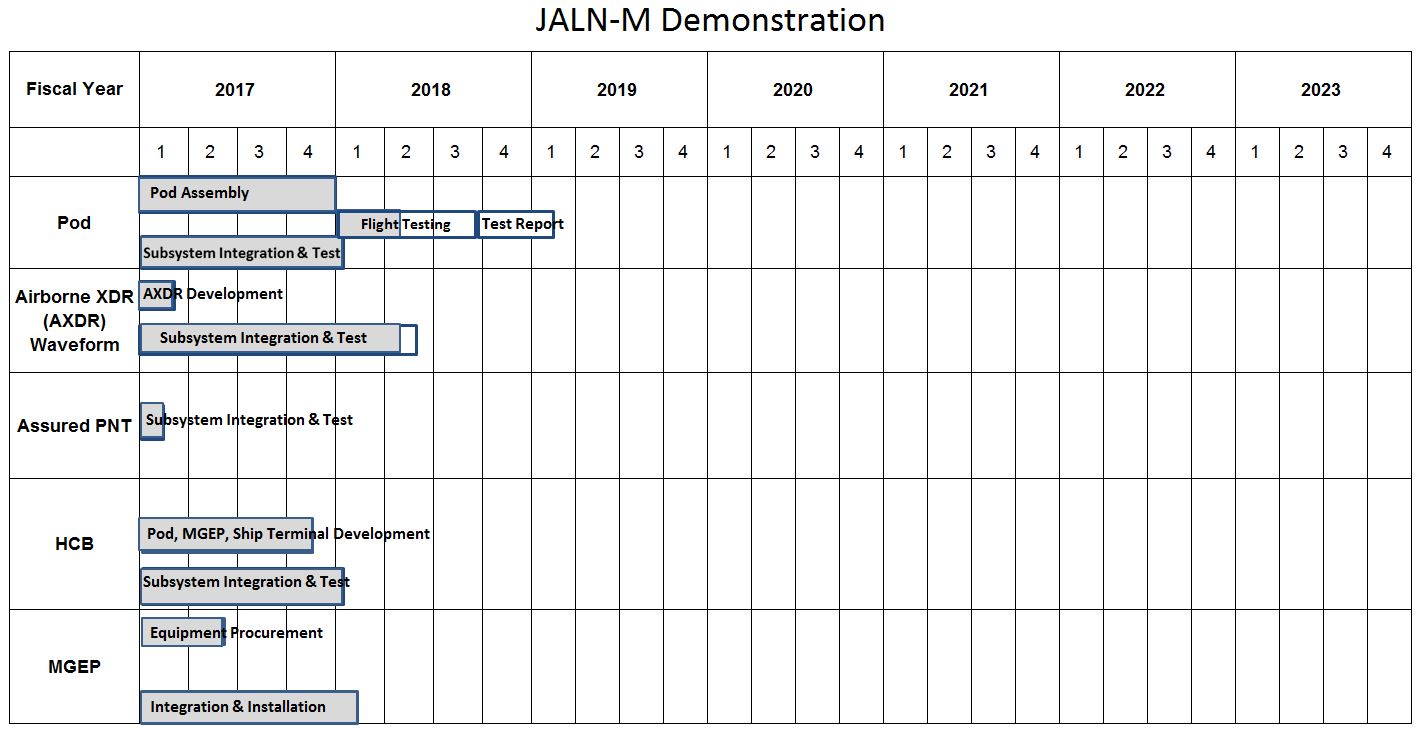 JALN-M Demonstration
Fiscal Year 2017 2018 2019 2020 2021 2022 2023
1 2 3 4 1 2 3 4 1 2 3 4 1 2 3 4 1 2 3 4 1 2 3 4 1 2 3 4
Pod
Pod Assembly
Flight Testing Test Report
Subsystem Integration & Test
Airborne XDR
(AXDR)
Waveform
AXDR Development
Subsystem Integration & Test
Assured PNT
Subsystem Integration & Test
HCB
Pod, MGEP, Ship Terminal Development
Subsystem Integration & Test
MGEP
Equipment Procurement
Integration & Installation